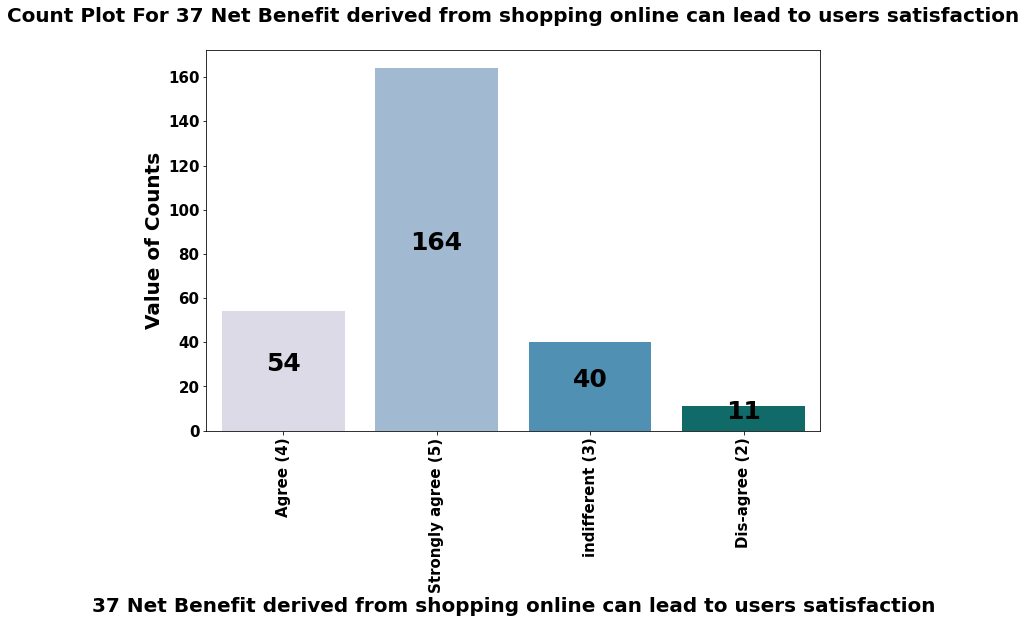 Count Plot For 37 Net Benefit derived from shopping online can lead to users satisfaction
Value of Counts
160
140
120
100
80
60
40
20
0
54
164
40
11
Agree (4)
Strongly agree (5)
indifferent (3)
Dis-agree (2)
37 Net Benefit derived from shopping online can lead to users satisfaction